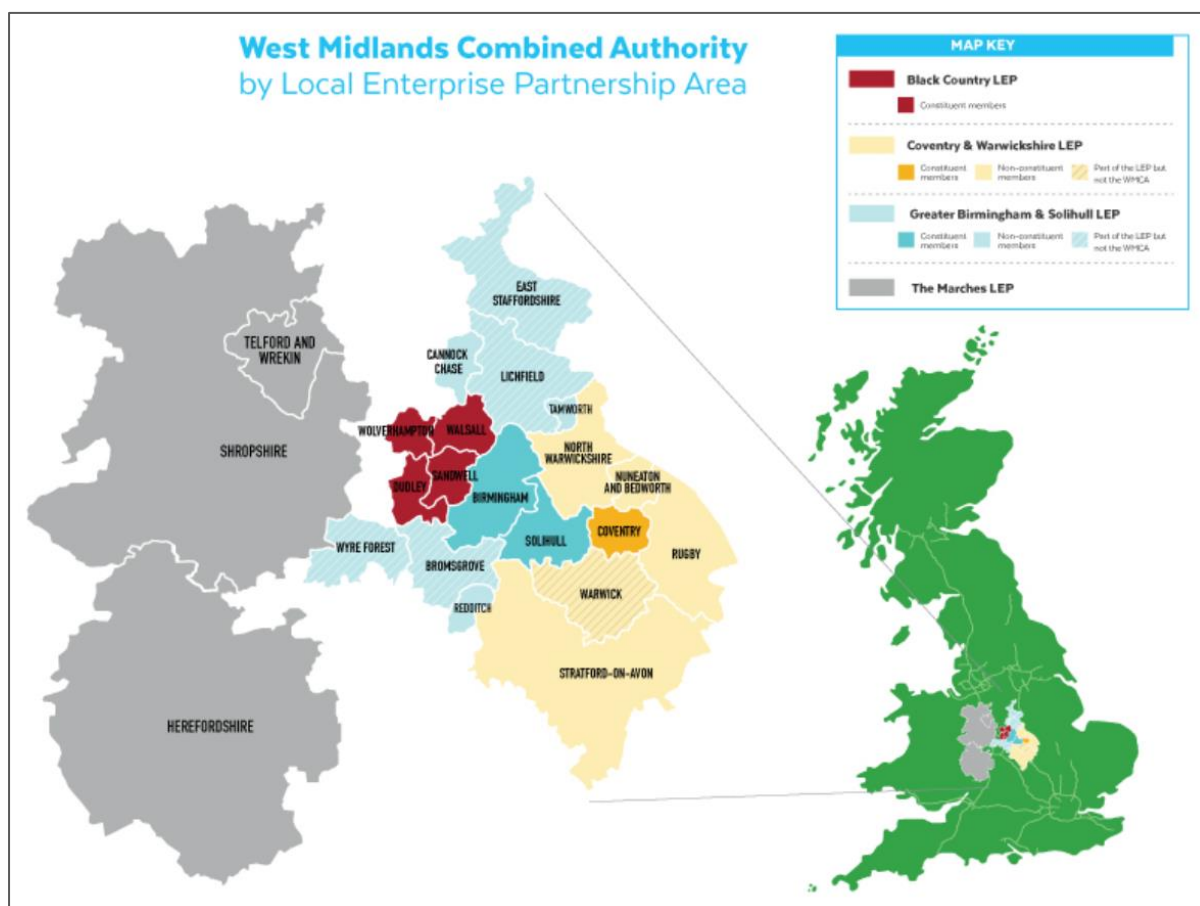 West Midlands Combined Authority
by Local Enterprise Partnership Area
MAP KEY
Black Country LEP
Constituent members
Coventry & Warwickshire LEP
Constituent
members
Non-constituent
members
Part of the LEP but
not the WMCA
Greater Birmingham & Solihull LEP
Constituent
members
Non-constituent
members
Part of the LEP but
not the WMCA
The Marches LEP
EAST
STAFFORDSHIRE
TELFORD AND
WREKIN
CANNOCK
CHASE
LICHFIELD
TAMWORTH
WOLVERHAMPTON
WALSALL
SHROPSHIRE
NORTH
WARWICKSHIRE
SANDWELL
DUDLEY
NUNEATON
AND BEDWORTH
BIRMINGHAM
COVENTRY
SOLIHULL
WYRE FOREST
RUGBY
BROMSGROVE
WARWICK
REDDITCH
STRATFORD-ON-AVON
HEREFORDSHIRE